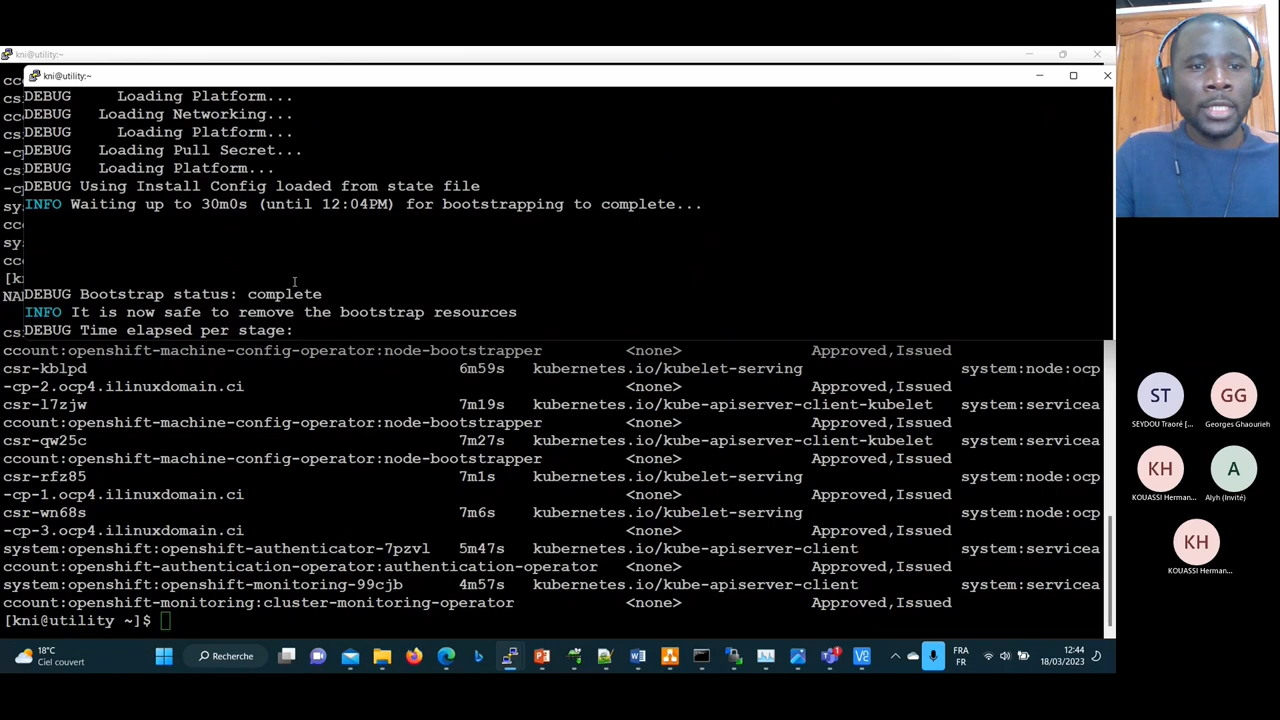 kni@utility:~
kni@utility:~
DEBUG     Loading Platform...
DEBUG   Loading Networking...
DEBUG     Loading Platform...
DEBUG   Loading Pull Secret...
DEBUG   Loading Platform...
DEBUG Using Install Config loaded from state file
INFO Waiting up to 30m0s (until 12:04PM) for bootstrapping to complete...
DEBUG Bootstrap status: complete
INFO It is now safe to remove the bootstrap resources
DEBUG Time elapsed per stage:
ccount:openshift-machine-config-operator:node-bootstrapper <none> Approved,Issued
csr-kblpd 6m59s kubernetes.io/kubelet-serving system:node:ocp
-cp-2.ocp4.ilinuxdomain.ci <none> Approved,Issued
csr-l7zjw 7m19s kubernetes.io/kube-apiserver-client-kubelet system:servicea
ccount:openshift-machine-config-operator:node-bootstrapper <none> Approved,Issued
csr-qw25c 7m27s kubernetes.io/kube-apiserver-client-kubelet system:servicea
ccount:openshift-machine-config-operator:node-bootstrapper <none> Approved,Issued
csr-rfz85 7m1s kubernetes.io/kubelet-serving system:node:ocp
-cp-1.ocp4.ilinuxdomain.ci <none> Approved,Issued
csr-wn68s 7m6s kubernetes.io/kubelet-serving system:node:ocp
-cp-3.ocp4.ilinuxdomain.ci <none> Approved,Issued
system:openshift:openshift-authenticator-7pzvl 5m47s kubernetes.io/kube-apiserver-client system:servicea
ccount:openshift-authentication-operator:authentication-operator <none> Approved,Issued
system:openshift:openshift-monitoring-99cjb 4m57s kubernetes.io/kube-apiserver-client system:servicea
ccount:openshift-monitoring:cluster-monitoring-operator <none> Approved,Issued
[kni@utility ~]$
ST
SEYDOU Traoré [...
GG
Georges Ghaourieh
KH
KOUASSI Herman...
A
Alyh (Invité)
KH
KOUASSI Herman...
18°C
Ciel couvert
Recherche
FRA
FR
12:44
18/03/2023